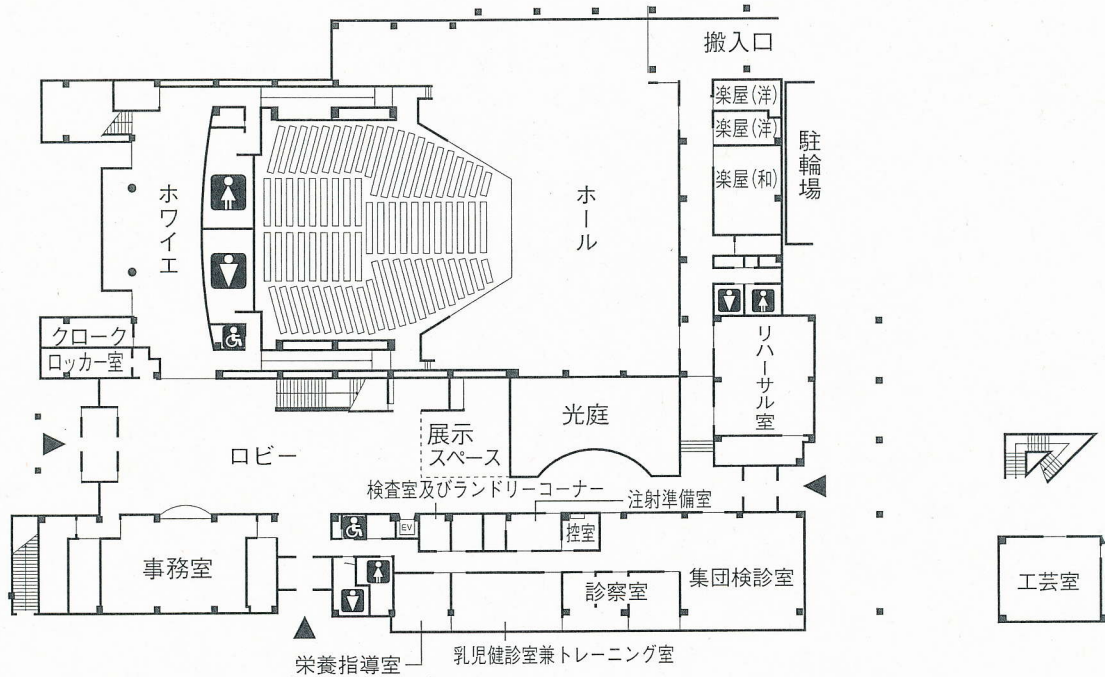 搬入口
楽屋(洋)
楽屋(洋)
楽屋(和)
駐輪場
ホワイエ
ホール
クローク
ロッカー室
リハーサル室
展示
スペース
光庭
ロビー
検査室及びランドリーコーナー
注射準備室
EV
控室
事務室
集団検診室
診察室
工芸室
栄養指導室
乳児健診室兼トレーニング室